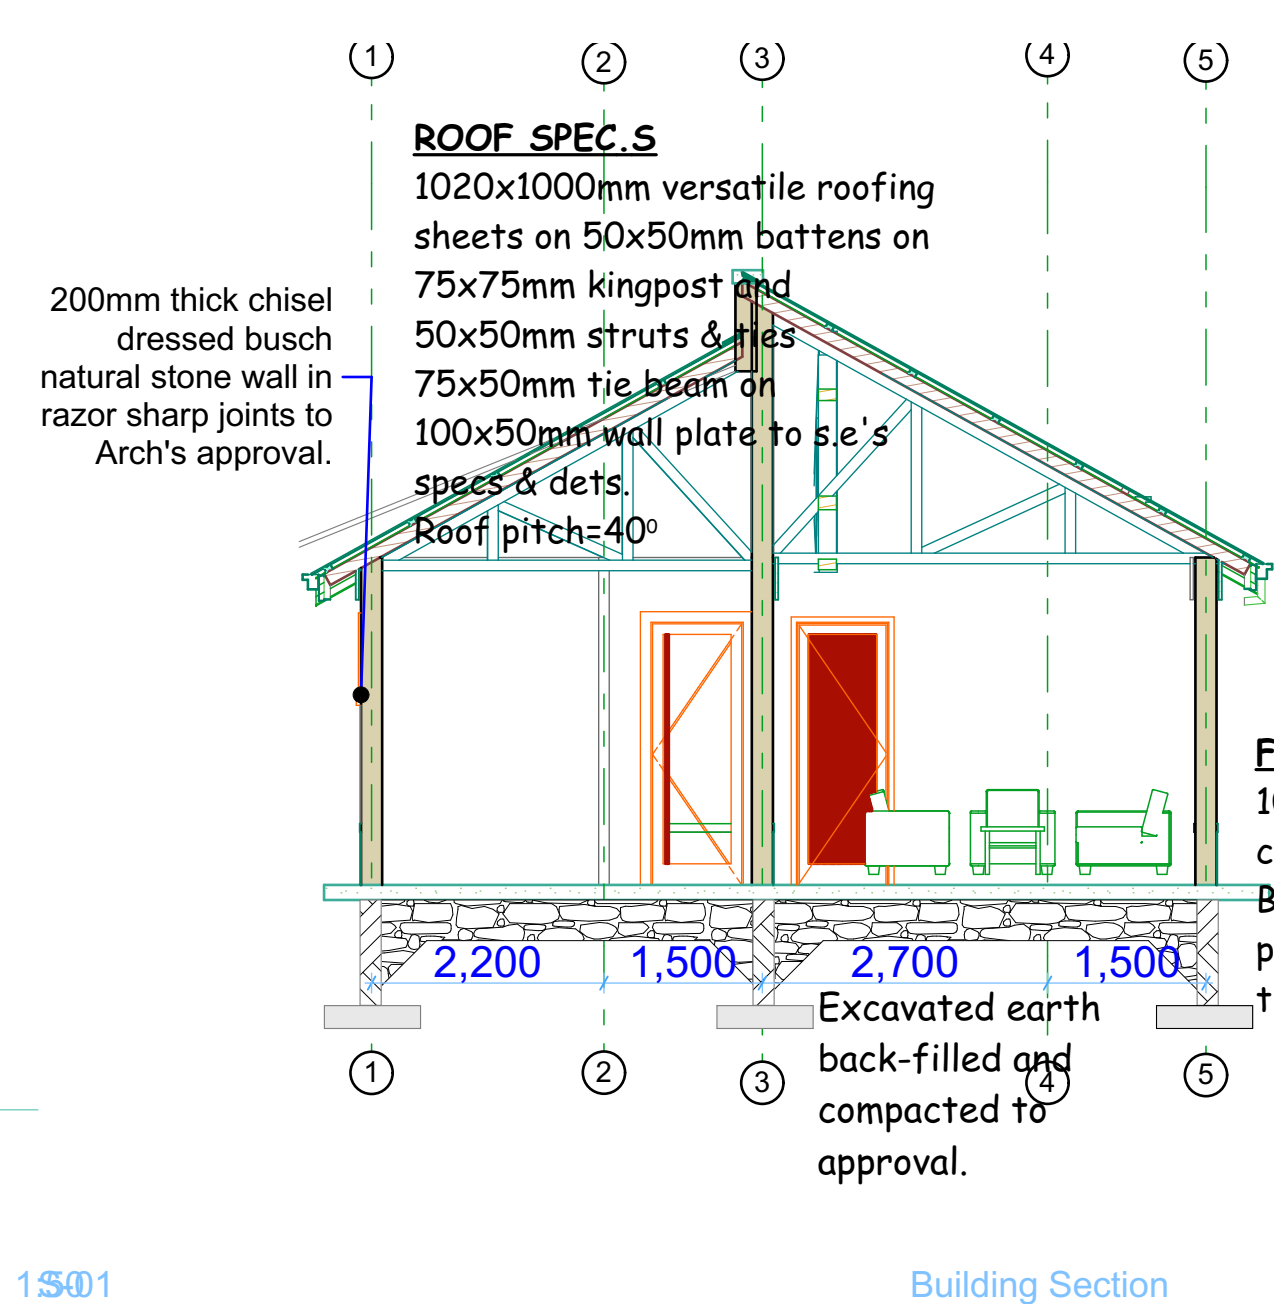 1 2 3 4 5
ROOF SPEC.S
1020x1000mm versatile roofing
sheets on 50x50mm battens on
75x75mm kingpost and
50x50mm struts & ties
75x50mm tie beam on
100x50mm wall plate to s.e's
specs & dets.
Roof pitch=40⁰
200mm thick chisel
dressed busch
natural stone wall in
razor sharp joints to
Arch's approval.
2,200 1,500 2,700 1,500
Excavated earth
back-filled and
compacted to
approval.
1 2 3 4 5
1:50
S-01
Building Section